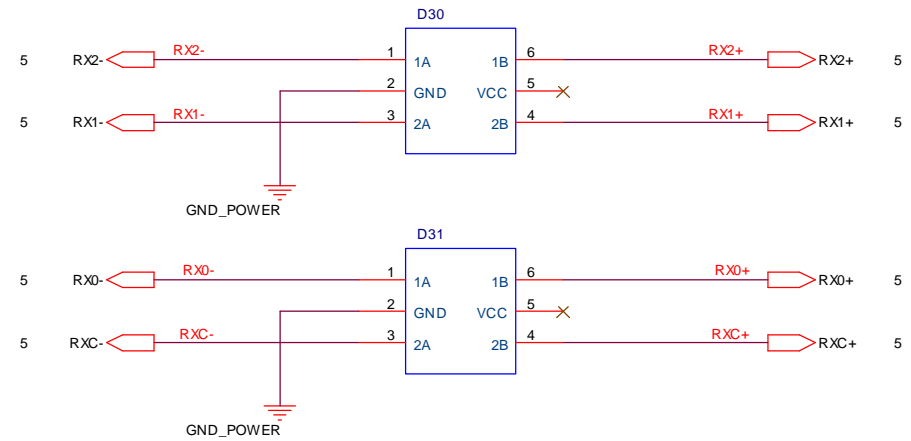 D30
5 RX2- RX2- 1 1A 1B 6 RX2+ RX2+ 5
2 GND VCC 5
5 RX1- RX1- 3 2A 2B 4 RX1+ RX1+ 5
GND_POWER
D31
5 RX0- RX0- 1 1A 1B 6 RX0+ RX0+ 5
2 GND VCC 5
5 RXC- RXC- 3 2A 2B 4 RXC+ RXC+ 5
GND_POWER